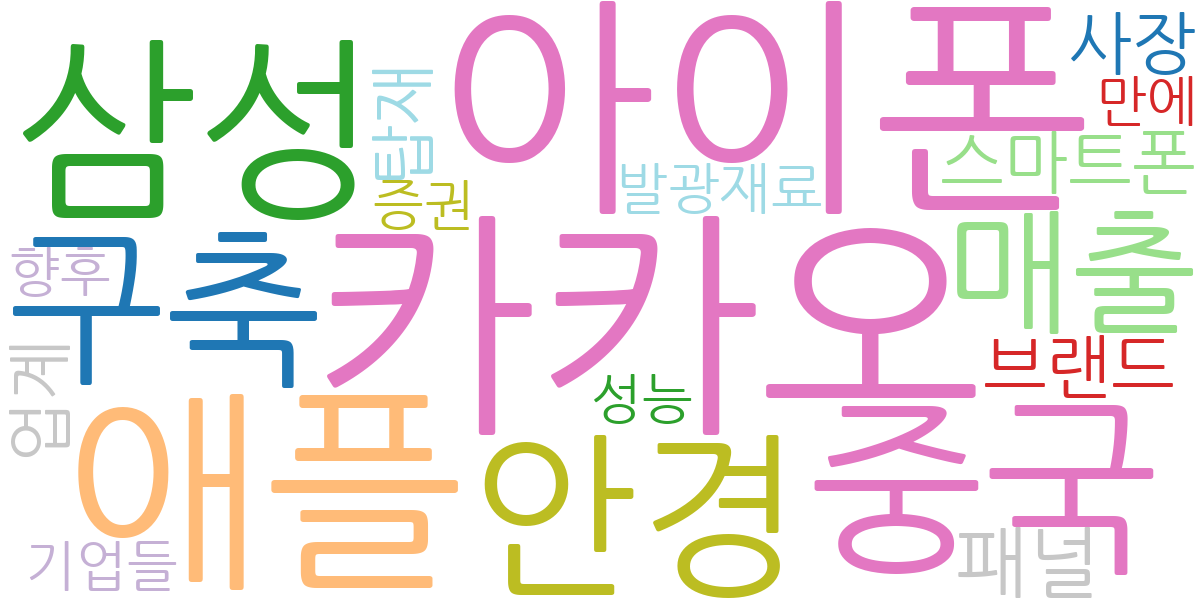 삼성
아이폰
사장
만에
탑재
스마트폰
발광재료
증권
향후
구축
카카오
매출
업계
브랜드
성능
애플
안경
중국
기업들
패널